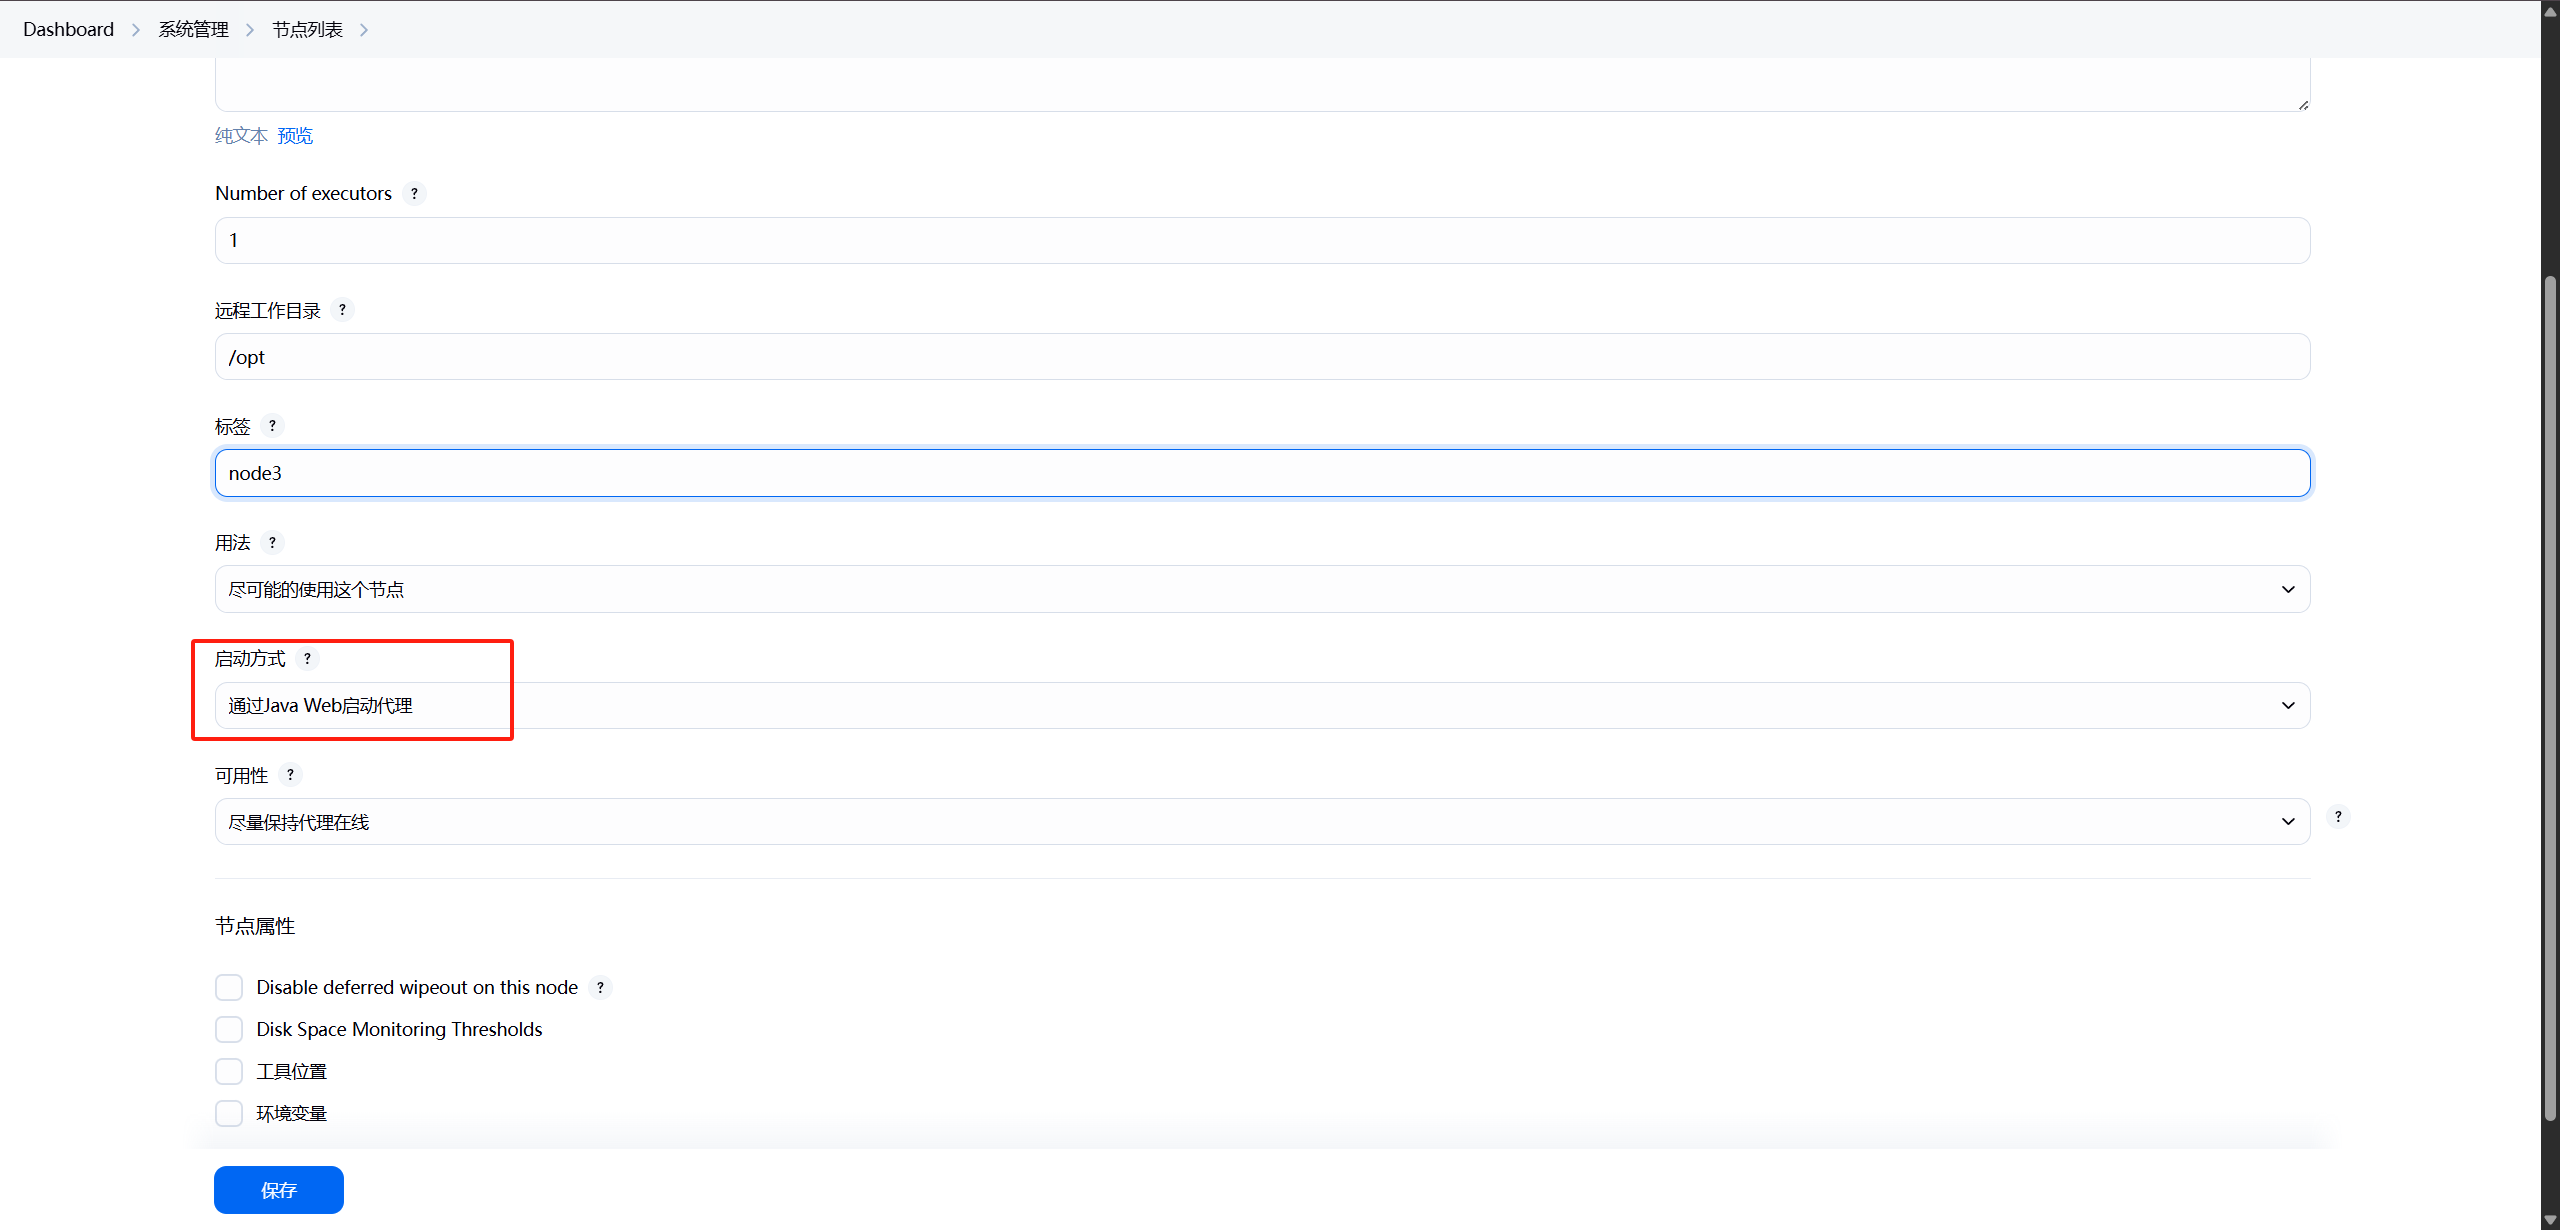 Dashboard > 系统管理 > 节点列表 >
纯文本 预览
Number of executors ?
1
远程工作目录 ?
/opt
标签 ?
node3
用法 ?
尽可能的使用这个节点
启动方式 ?
通过Java Web启动代理
可用性 ?
尽量保持代理在线 ?
节点属性
Disable deferred wipeout on this node ?
Disk Space Monitoring Thresholds
工具位置
环境变量
保存